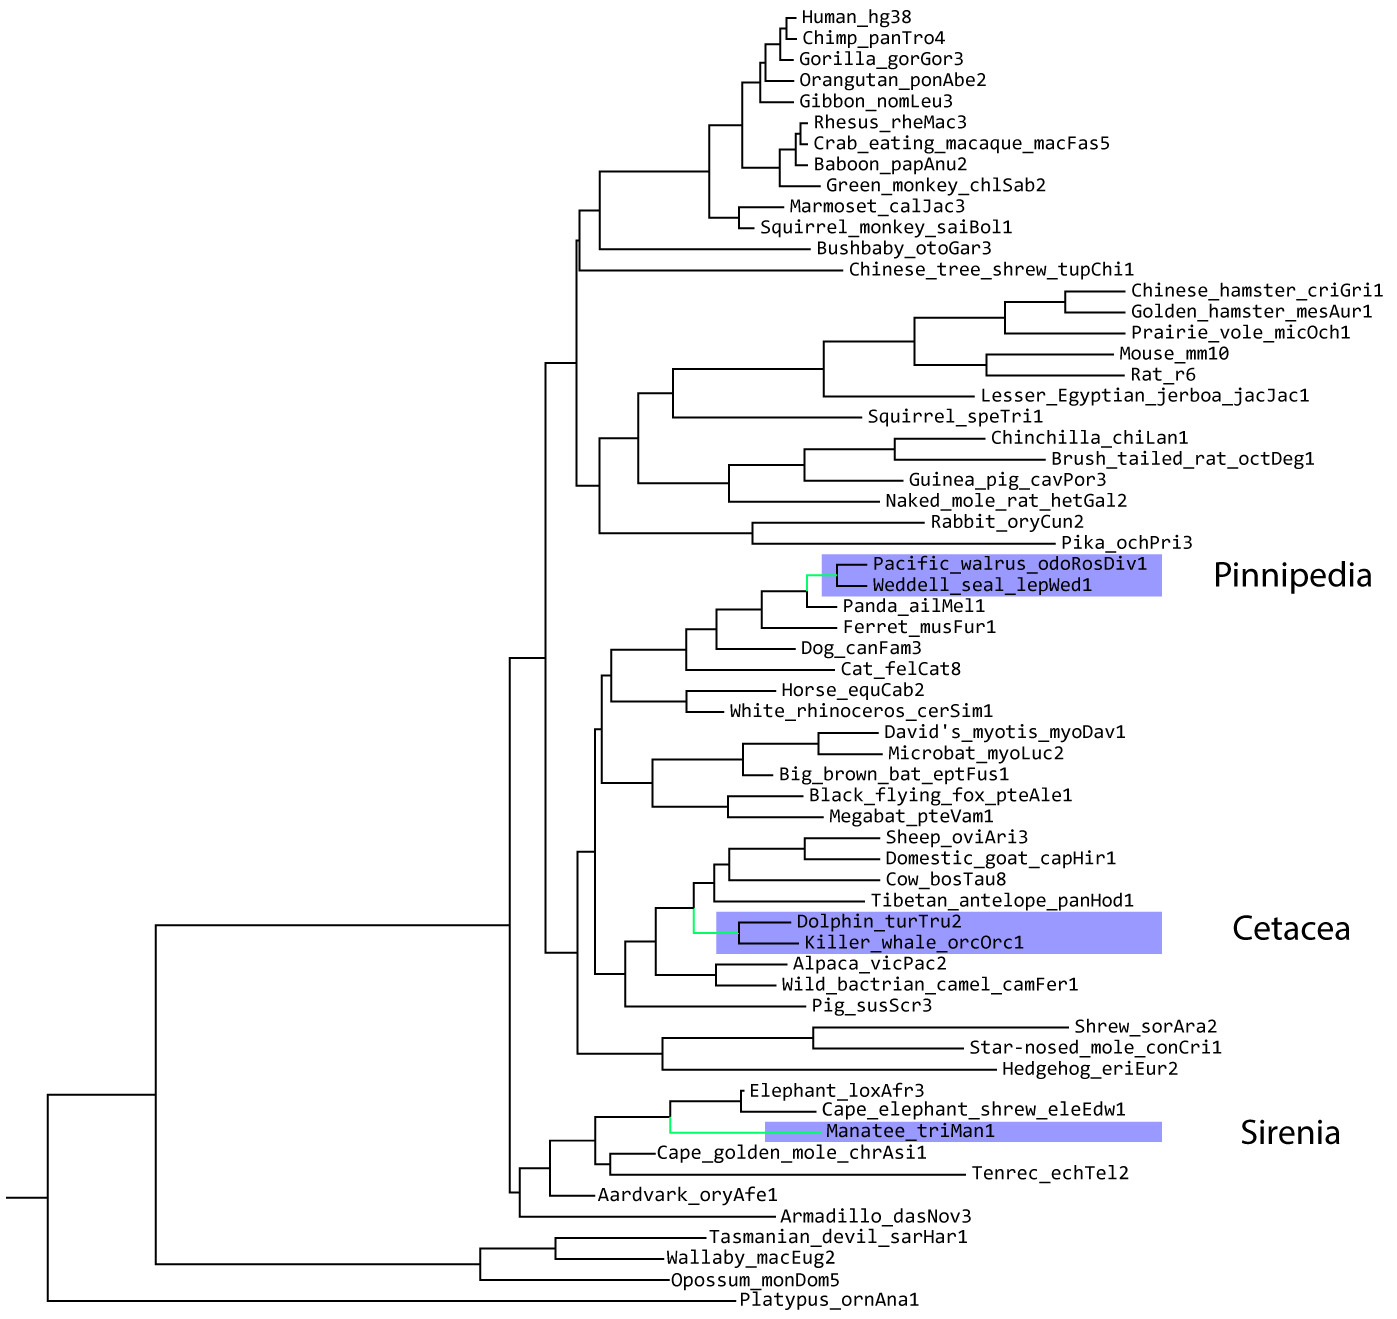 Human_hg38
Chimp_panTro4
Gorilla_gorGor3
Orangutan_ponAbe2
Gibbon_nomLeu3
Rhesus_rheMac3
Crab_eating_macaque_macFas5
Baboon_papAnu2
Green_monkey_chlSab2
Marmoset_calJac3
Squirrel_monkey_saiBol1
Bushbaby_otoGar3
Chinese_tree_shrew_tupChi1
Chinese_hamster_criGri1
Golden_hamster_mesAur1
Prairie_vole_micOch1
Mouse_mm10
Rat_r6
Lesser_Egyptian_jerboa_jacJac1
Squirrel_speTri1
Chinchilla_chiLan1
Brush_tailed_rat_octDeg1
Guinea_pig_cavPor3
Naked_mole_rat_hetGal2
Rabbit_oryCun2
Pika_ochPri3
Pacific_walrus_odoRosDiv1
Pinnipedia
Weddell_seal_lepWed1
Panda_ailMel1
Ferret_musFur1
Dog_canFam3
Cat_felCat8
Horse_equCab2
White_rhinoceros_cerSim1
David's_myotis_myoDav1
Microbat_myoLuc2
Big_brown_bat_eptFus1
Black_flying_fox_pteAle1
Megabat_pteVam1
Sheep_oviAri3
Domestic_goat_capHir1
Cow_bosTau8
Tibetan_antelope_panHod1
Dolphin_turTru2
Cetacea
Killer_whale_orcOrc1
Alpaca_vicPac2
Wild_bactrian_camel_camFer1
Pig_susScr3
Shrew_sorAra2
Star-nosed_mole_conCri1
Hedgehog_eriEur2
Elephant_loxAfr3
Cape_elephant_shrew_eleEdw1
Manatee_triMan1
Sirenia
Cape_golden_mole_chrAsi1
Tenrec_echTel2
Aardvark_oryAfe1
Armadillo_dasNov3
Tasmanian_devil_sarHar1
Wallaby_macEug2
Opossum_monDom5
Platypus_ornAna1